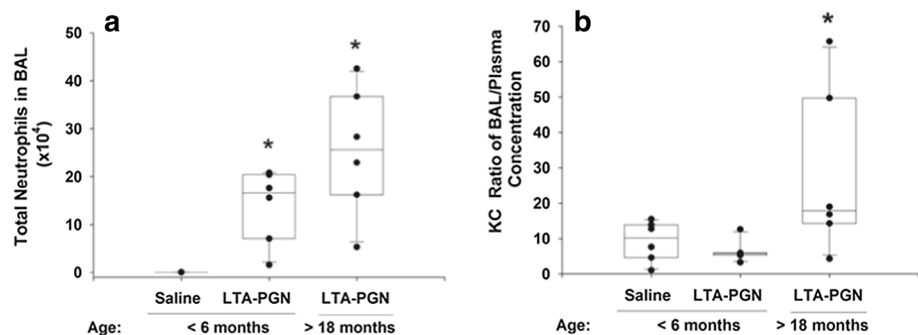 a
Total Neutrophils in BAL
(x10⁴)
50
40
30
20
10
0
*
*
Saline LTA-PGN LTA-PGN
Age: < 6 months > 18 months
b
KC Ratio of BAL/Plasma
Concentration
70
60
50
40
30
20
10
0
*
Saline LTA-PGN LTA-PGN
Age: < 6 months > 18 months